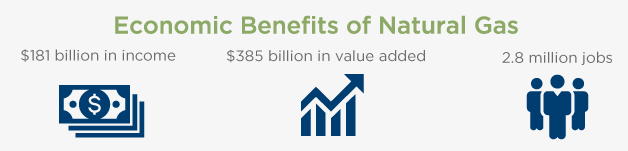 Economic Benefits of Natural Gas
$181 billion in income
$385 billion in value added
2.8 million jobs
$